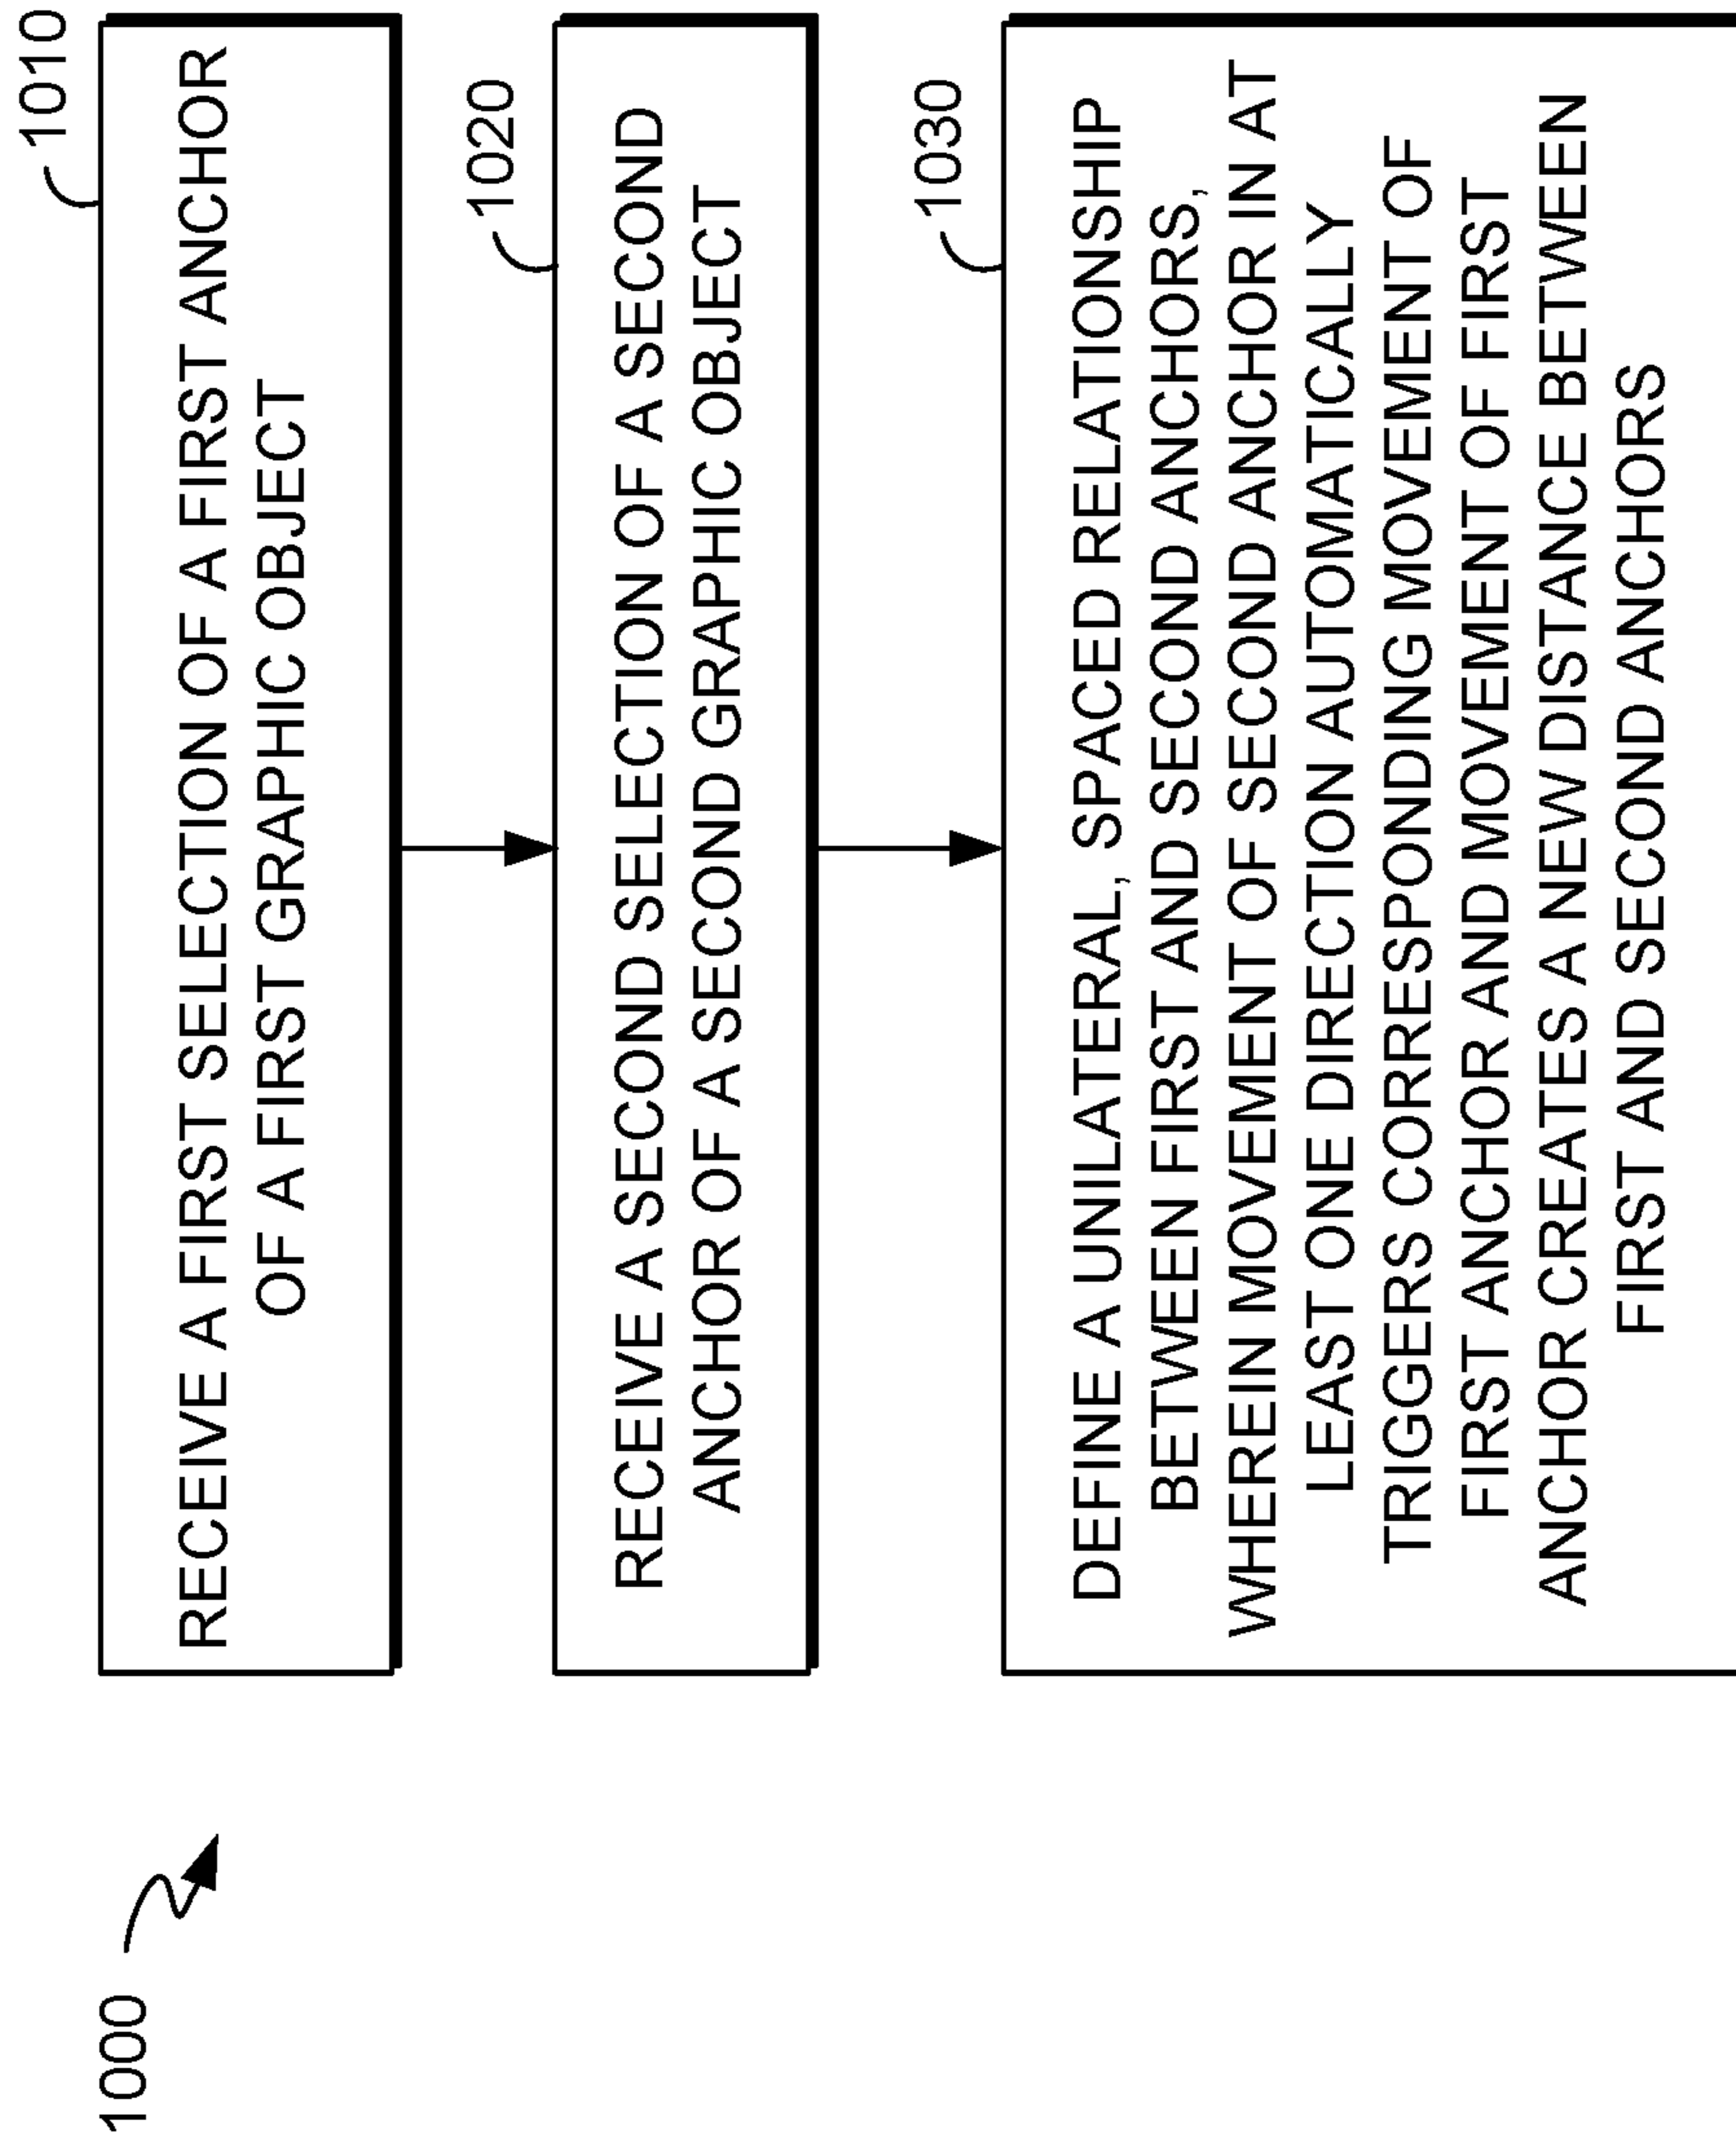 1000
1010
RECEIVE A FIRST SELECTION OF A FIRST ANCHOR
OF A FIRST GRAPHIC OBJECT
1020
RECEIVE A SECOND SELECTION OF A SECOND
ANCHOR OF A SECOND GRAPHIC OBJECT
1030
DEFINE A UNILATERAL, SPACED RELATIONSHIP
BETWEEN FIRST AND SECOND ANCHORS,
WHEREIN MOVEMENT OF SECOND ANCHOR IN AT
LEAST ONE DIRECTION AUTOMATICALLY
TRIGGERS CORRESPONDING MOVEMENT OF
FIRST ANCHOR AND MOVEMENT OF FIRST
ANCHOR CREATES A NEW DISTANCE BETWEEN
FIRST AND SECOND ANCHORS